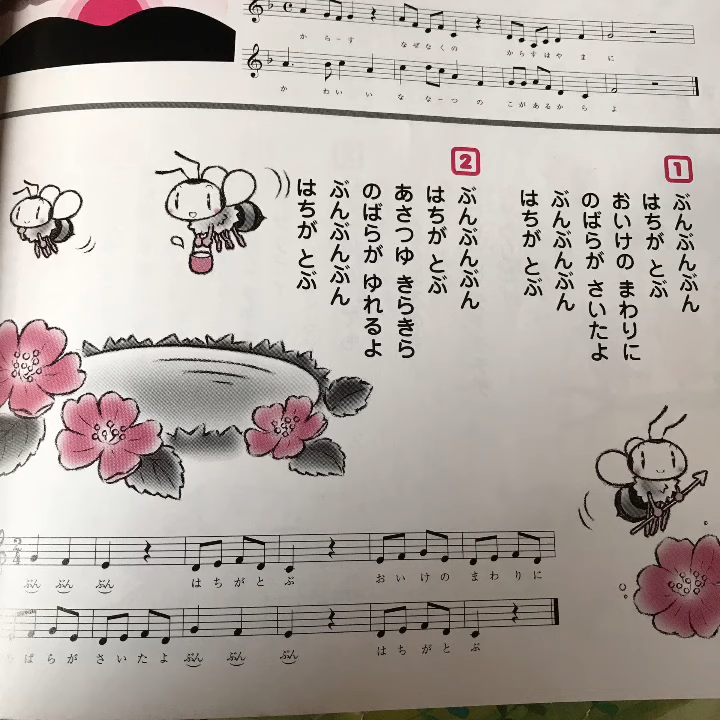 からーす なぜなくの からすはやまに
かわいい ななーつの こがあるから よ
1
ぶんぶんぶん
はちが とぶ
おいけの まわりに
のばらが さいたよ
ぶんぶんぶん
はちが とぶ
2
ぶんぶんぶん
はちが とぶ
あさつゆ きらきら
のばらが ゆれるよ
ぶんぶんぶん
はちが とぶ
ぶん ぶん ぶん はちがと ぶ おいけの まわりに
ばらが さいたよ ぶん ぶん ぶん はちがと ぶ